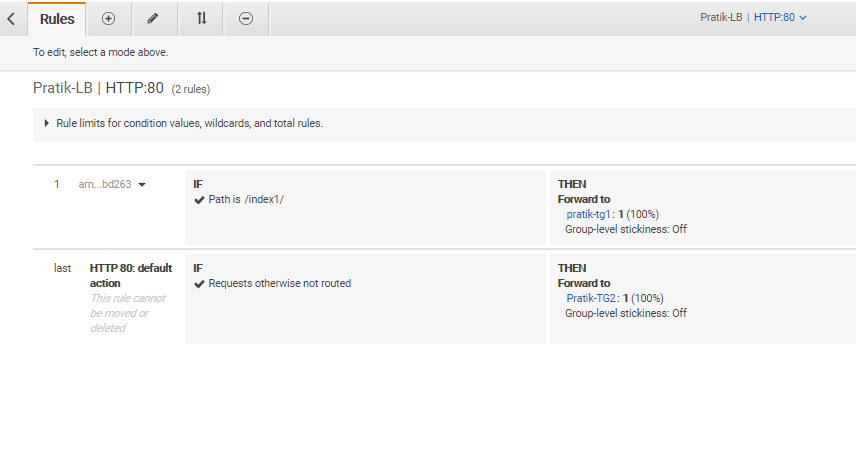 Rules
Pratik-LB | HTTP:80
To edit, select a mode above.
Pratik-LB | HTTP:80 (2 rules)
Rule limits for condition values, wildcards, and total rules.
1 arn...bd263
IF
Path is /index1/
THEN
Forward to
pratik-tg1: 1 (100%)
Group-level stickiness: Off
last
HTTP 80: default
action
This rule cannot
be moved or
deleted
IF
Requests otherwise not routed
THEN
Forward to
Pratik-TG2: 1 (100%)
Group-level stickiness: Off